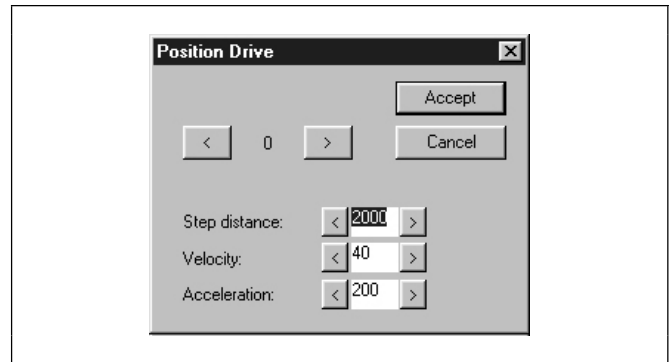 Position Drive
Accept
< 0 > Cancel
Step distance: < 2000 >
Velocity: < 40 >
Acceleration: < 200 >